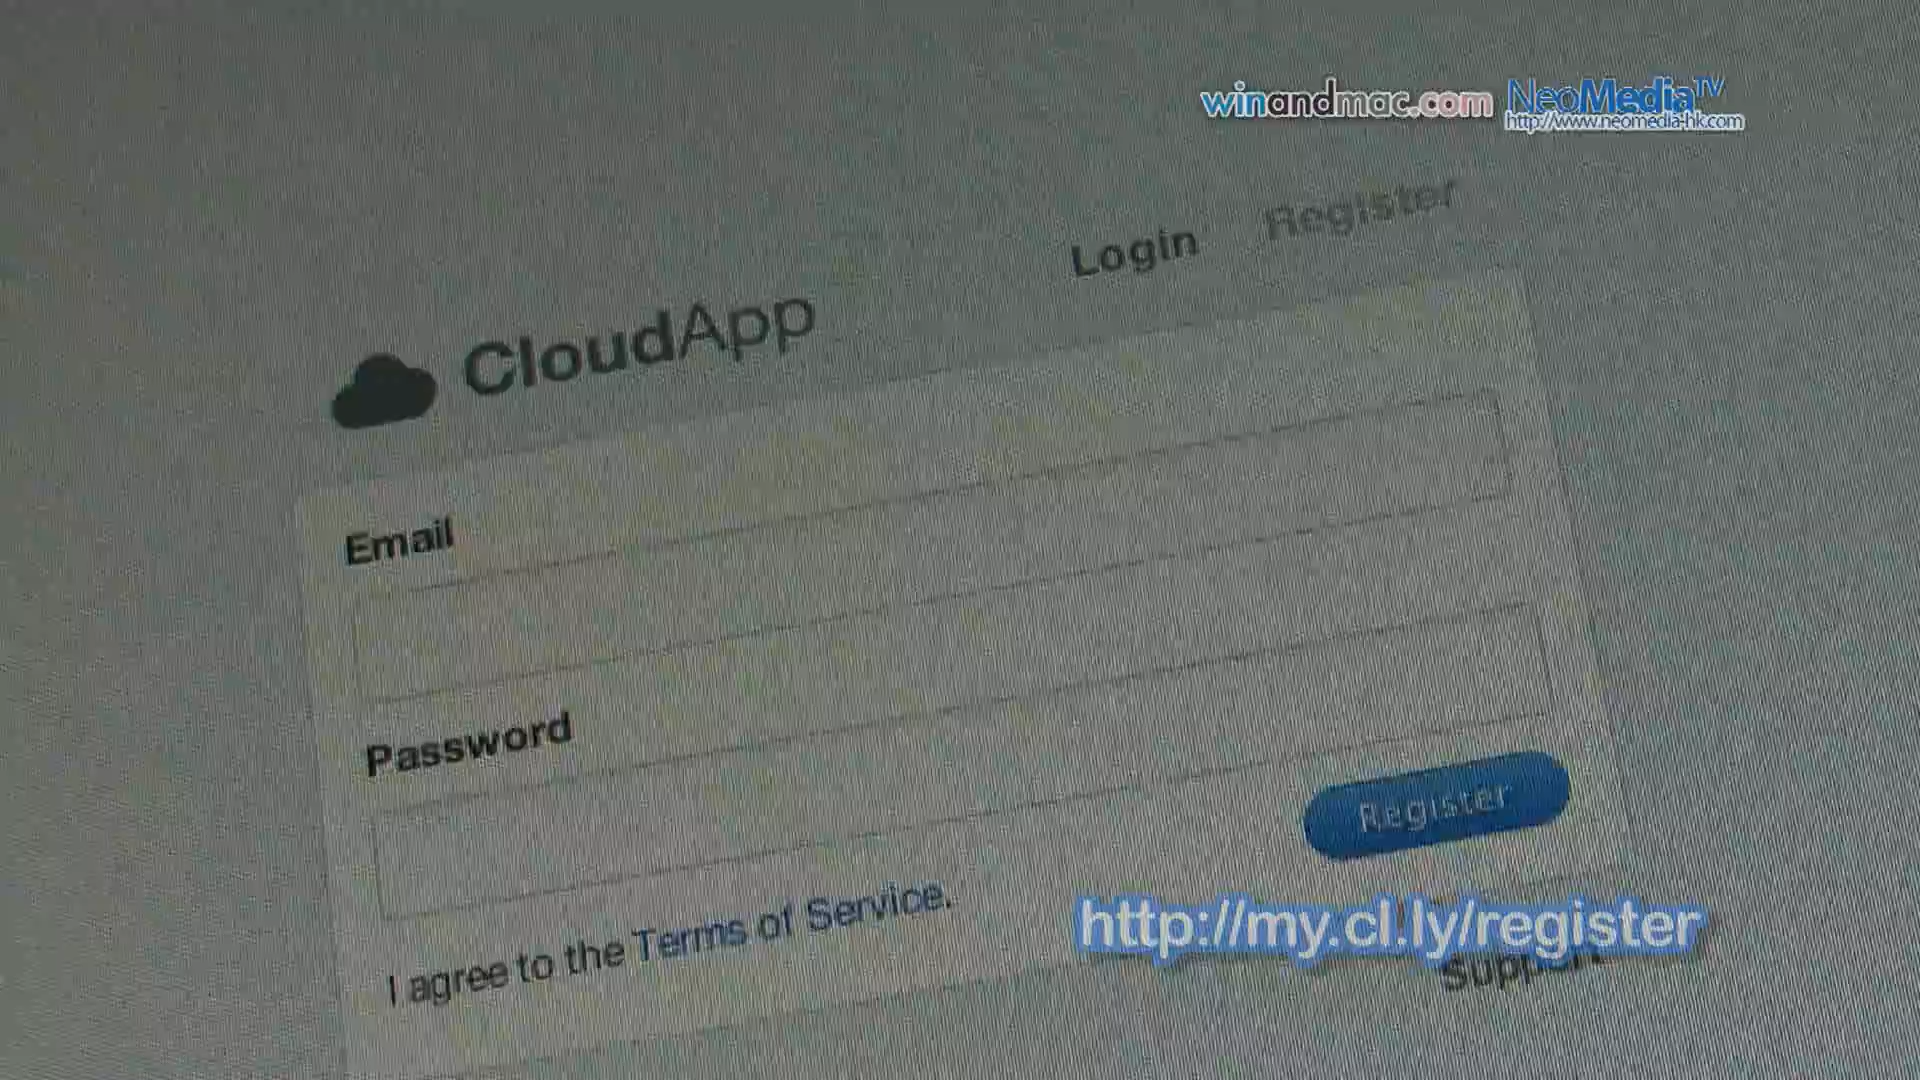 winandmac.com NeoMediaTV
http://www.neomedia-hk.com
Login Register
CloudApp
Email
Password
Register
I agree to the Terms of Service.
http://my.cl.ly/register
Support